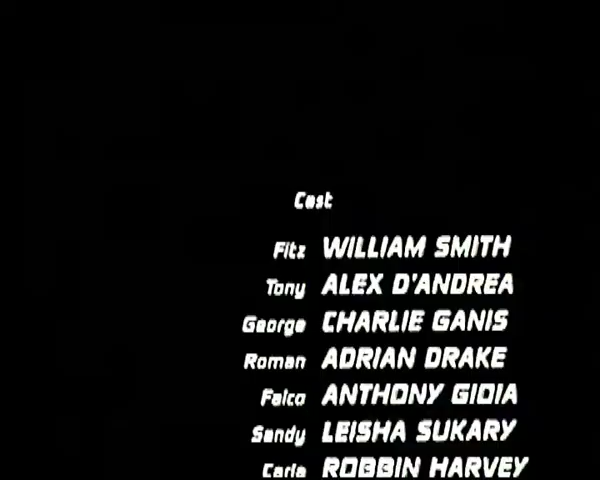 Cast
Fitz WILLIAM SMITH
Tony ALEX D'ANDREA
George CHARLIE GANIS
Roman ADRIAN DRAKE
Falco ANTHONY GIOIA
Sandy LEISHA SUKARY
Carla ROBBIN HARVEY